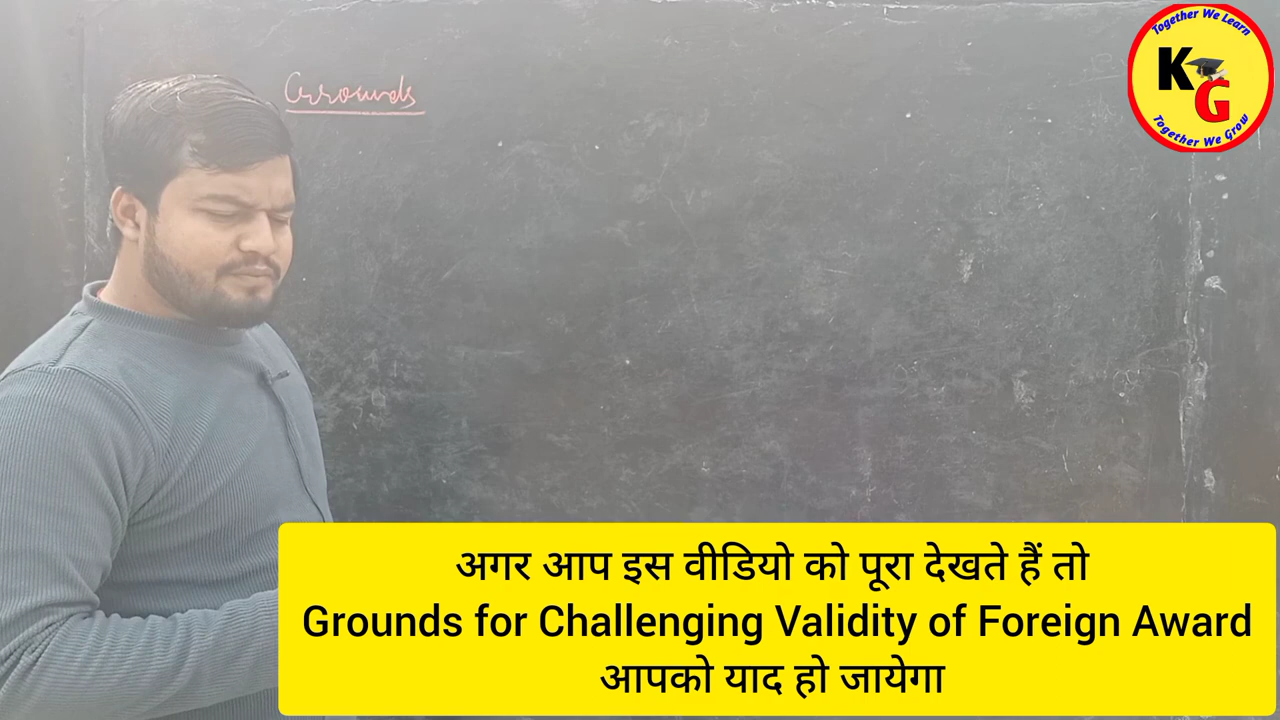 Grounds
Together We Learn
KG
Together We Grow
अगर आप इस वीडियो को पूरा देखते हैं तो
Grounds for Challenging Validity of Foreign Award
आपको याद हो जायेगा